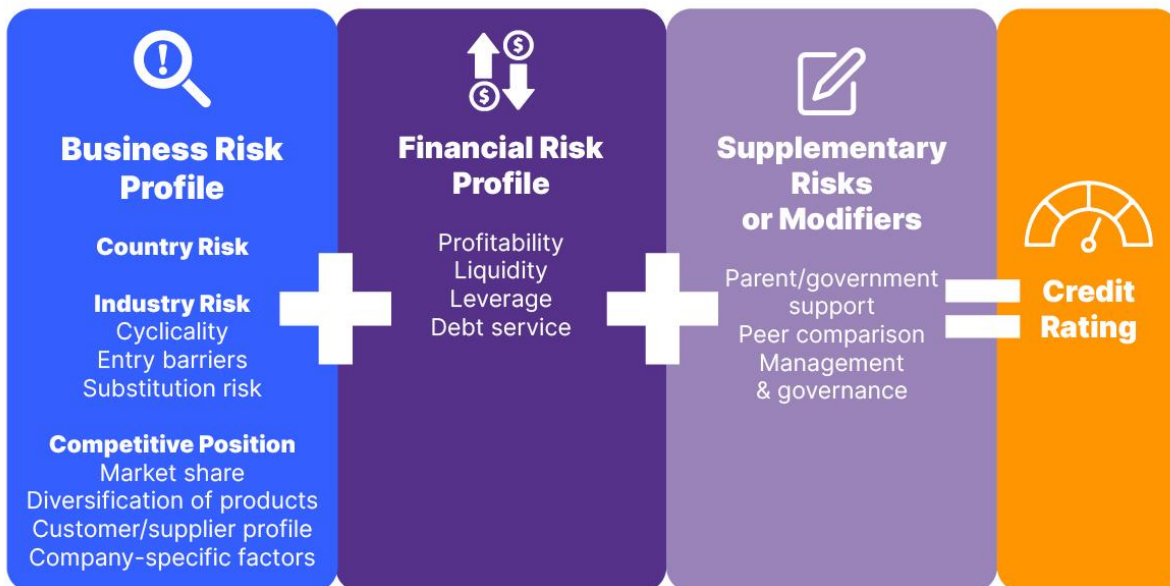 Business Risk
Profile
Country Risk
Industry Risk
Cyclicality
Entry barriers
Substitution risk
Competitive Position
Market share
Diversification of products
Customer/supplier profile
Company-specific factors
$
$
Financial Risk
Profile
Profitability
Liquidity
Leverage
Debt service
Supplementary
Risks
or Modifiers
Parent/government
support
Peer comparison
Management
& governance
Credit
Rating